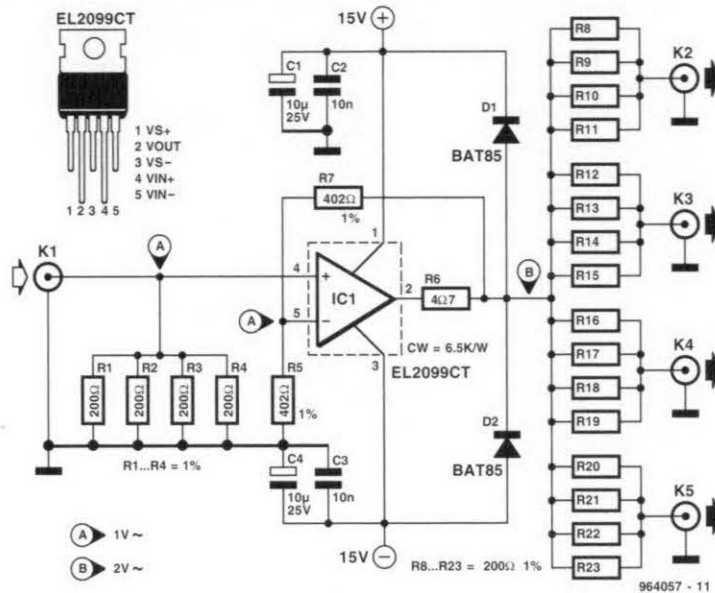 EL2099CT
1 VS+
2 VOUT
3 VS−
4 VIN+
5 VIN−
1 2 3 4 5
15V +
C1
10µ
25V
C2
10n
D1
BAT85
R7
402Ω
1%
K1
A
4
+
1
IC1
5
−
2
3
A
R6
4Ω7
B
CW = 6.5K/W
EL2099CT
R1
200Ω
R2
200Ω
R3
200Ω
R4
200Ω
R5
402Ω
1%
R1...R4 = 1%
C4
10µ
25V
C3
10n
D2
BAT85
15V −
A 1V ~
B 2V ~
R8
R9
R10
R11
K2
R12
R13
R14
R15
K3
R16
R17
R18
R19
K4
R20
R21
R22
R23
K5
R8...R23 = 200Ω 1%
964057 - 11